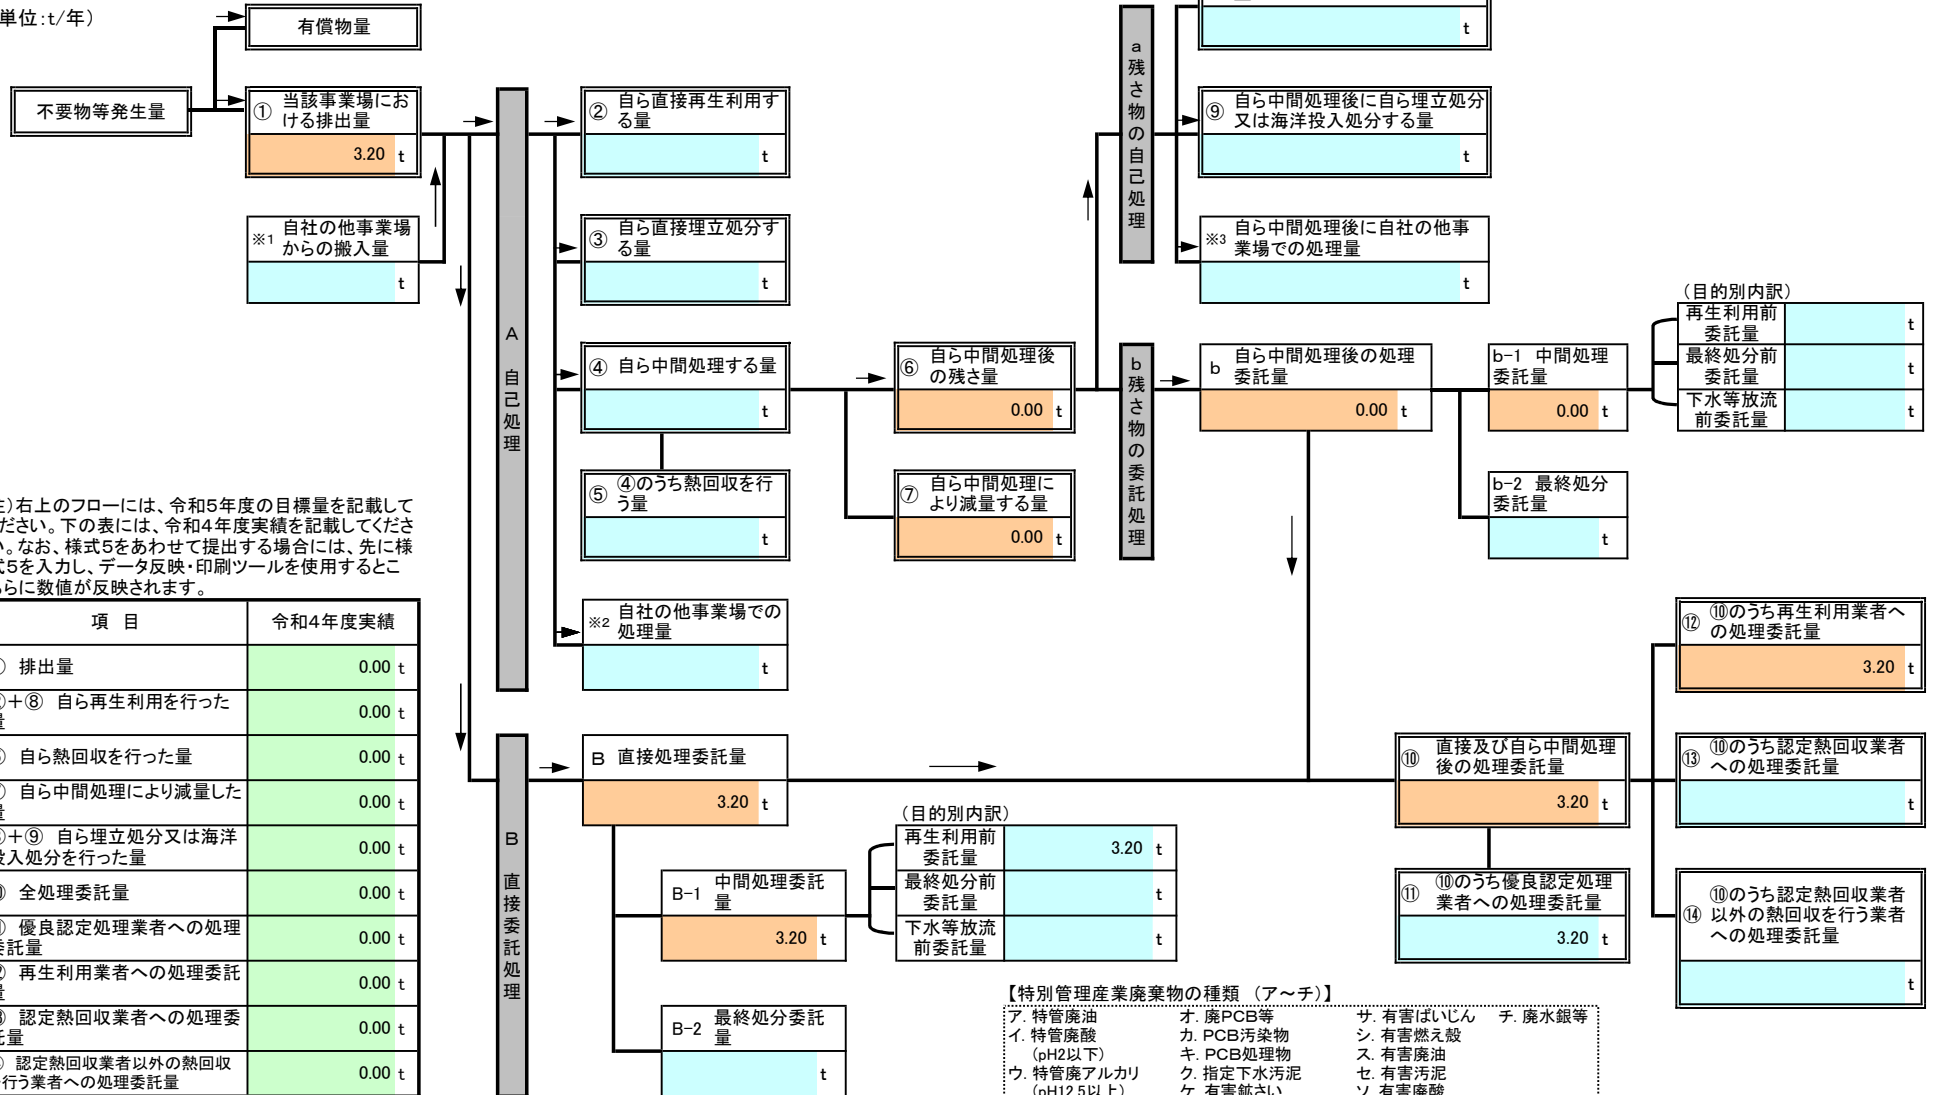 単位：t/年）
有償物量
不要物等発生量
① 当該事業場にお
ける排出量
3.20 t
※1 自社の他事業場
からの搬入量
t
A 自己処理
② 自ら直接再生利用す
る量
t
③ 自ら直接埋立処分す
る量
t
④ 自ら中間処理する量
t
⑤ ④のうち熱回収を行
う量
t
※2 自社の他事業場での
処理量
t
⑥ 自ら中間処理後
の残さ量
0.00 t
⑦ 自ら中間処理に
より減量する量
0.00 t
a 残さ物の自己処理
t
⑨ 自ら中間処理後に自ら埋立処分
又は海洋投入処分する量
t
※3 自ら中間処理後に自社の他事
業場での処理量
t
b 残さ物の委託処理
b 自ら中間処理後の処理
委託量
0.00 t
b-1 中間処理
委託量
0.00 t
b-2 最終処分
委託量
t
（目的別内訳）
再生利用前
委託量
t
最終処分前
委託量
t
下水等放流
前委託量
t
）右上のフローには、令和5年度の目標量を記載して
ださい。下の表には、令和4年度実績を記載してくださ
。なお、様式5をあわせて提出する場合には、先に様
5を入力し、データ反映・印刷ツールを使用するとこ
らに数値が反映されます。
項 目 令和4年度実績
排出量 0.00 t
＋⑧ 自ら再生利用を行った
量 0.00 t
自ら熱回収を行った量 0.00 t
自ら中間処理により減量した
量 0.00 t
＋⑨ 自ら埋立処分又は海洋
投入処分を行った量 0.00 t
全処理委託量 0.00 t
優良認定処理業者への処理
委託量 0.00 t
再生利用業者への処理委託
量 0.00 t
認定熱回収業者への処理委
託量 0.00 t
認定熱回収業者以外の熱回収
を行う業者への処理委託量 0.00 t
B 直接委託処理
B 直接処理委託量
3.20 t
B-1 中間処理委託
量
3.20 t
B-2 最終処分委託
量
t
（目的別内訳）
再生利用前
委託量
3.20 t
最終処分前
委託量
t
下水等放流
前委託量
t
⑩ 直接及び自ら中間処理
後の処理委託量
3.20 t
⑪ ⑩のうち優良認定処理
業者への処理委託量
3.20 t
⑫ ⑩のうち再生利用業者へ
の処理委託量
3.20 t
⑬ ⑩のうち認定熱回収業者
への処理委託量
t
⑭ ⑩のうち認定熱回収業者
以外の熱回収を行う業者
への処理委託量
t
【特別管理産業廃棄物の種類 （ア～チ）】
ア. 特管廃油 オ. 廃PCB等 サ. 有害ばいじん チ. 廃水銀等
イ. 特管廃酸 カ. PCB汚染物 シ. 有害燃え殻
（pH2以下） キ. PCB処理物 ス. 有害廃油
ウ. 特管廃アルカリ ク. 指定下水汚泥 セ. 有害汚泥
（pH12.5以上） ケ. 有害鉱さい ソ. 有害廃酸